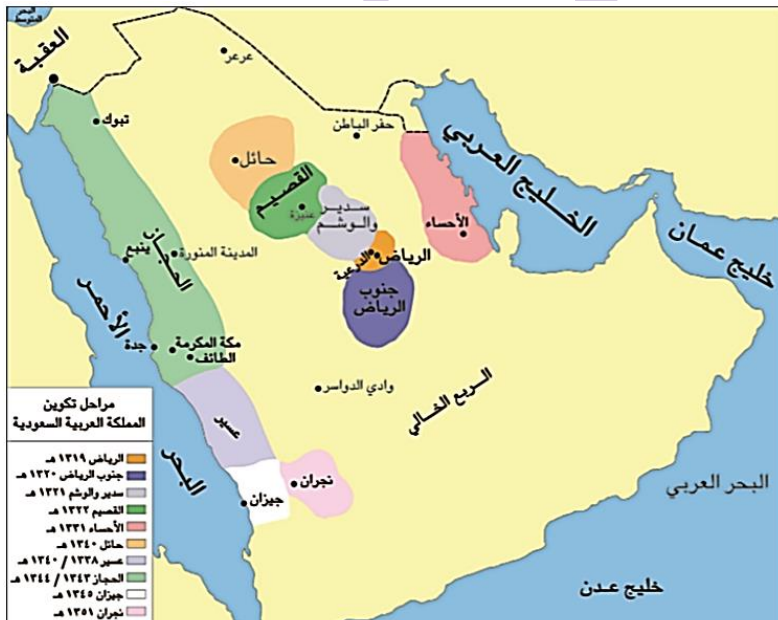 البحر
المتوسط
العقبة
عرعر
تبوك
حفر الباطن
حائل
القصيم
عنيزة
سدير
والوشم
الأحساء
الخليج العربي
خليج عمان
الرياض
الدرعية
جنوب
الرياض
الحجاز
ينبع
المدينة المنورة
الأحمر
جدة
مكة المكرمة
الطائف
وادي الدواسر
الربع الخالي
عسير
البحر
جيزان
نجران
البحر العربي
خليج عدن
مراحل تكوين
المملكة العربية السعودية
الرياض ١٣١٩ هـ
جنوب الرياض ١٣٢٠ هـ
سدير والوشم ١٣٢١ هـ
القصيم ١٣٢٢ هـ
الأحساء ١٣٣١ هـ
حائل ١٣٤٠ هـ
عسير ١٣٣٨ / ١٣٤٠ هـ
الحجاز ١٣٤٣ / ١٣٤٤ هـ
جيزان ١٣٤٥ هـ
نجران ١٣٥١ هـ